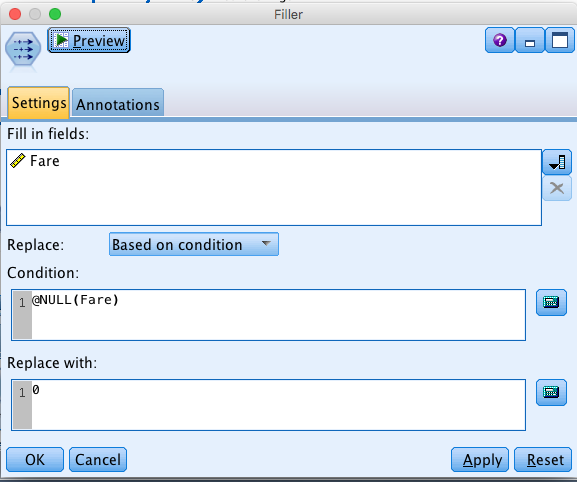 Filler
Preview
?
Settings Annotations
Fill in fields:
Fare
Replace: Based on condition
Condition:
1 @NULL(Fare)
Replace with:
1 0
OK Cancel Apply Reset